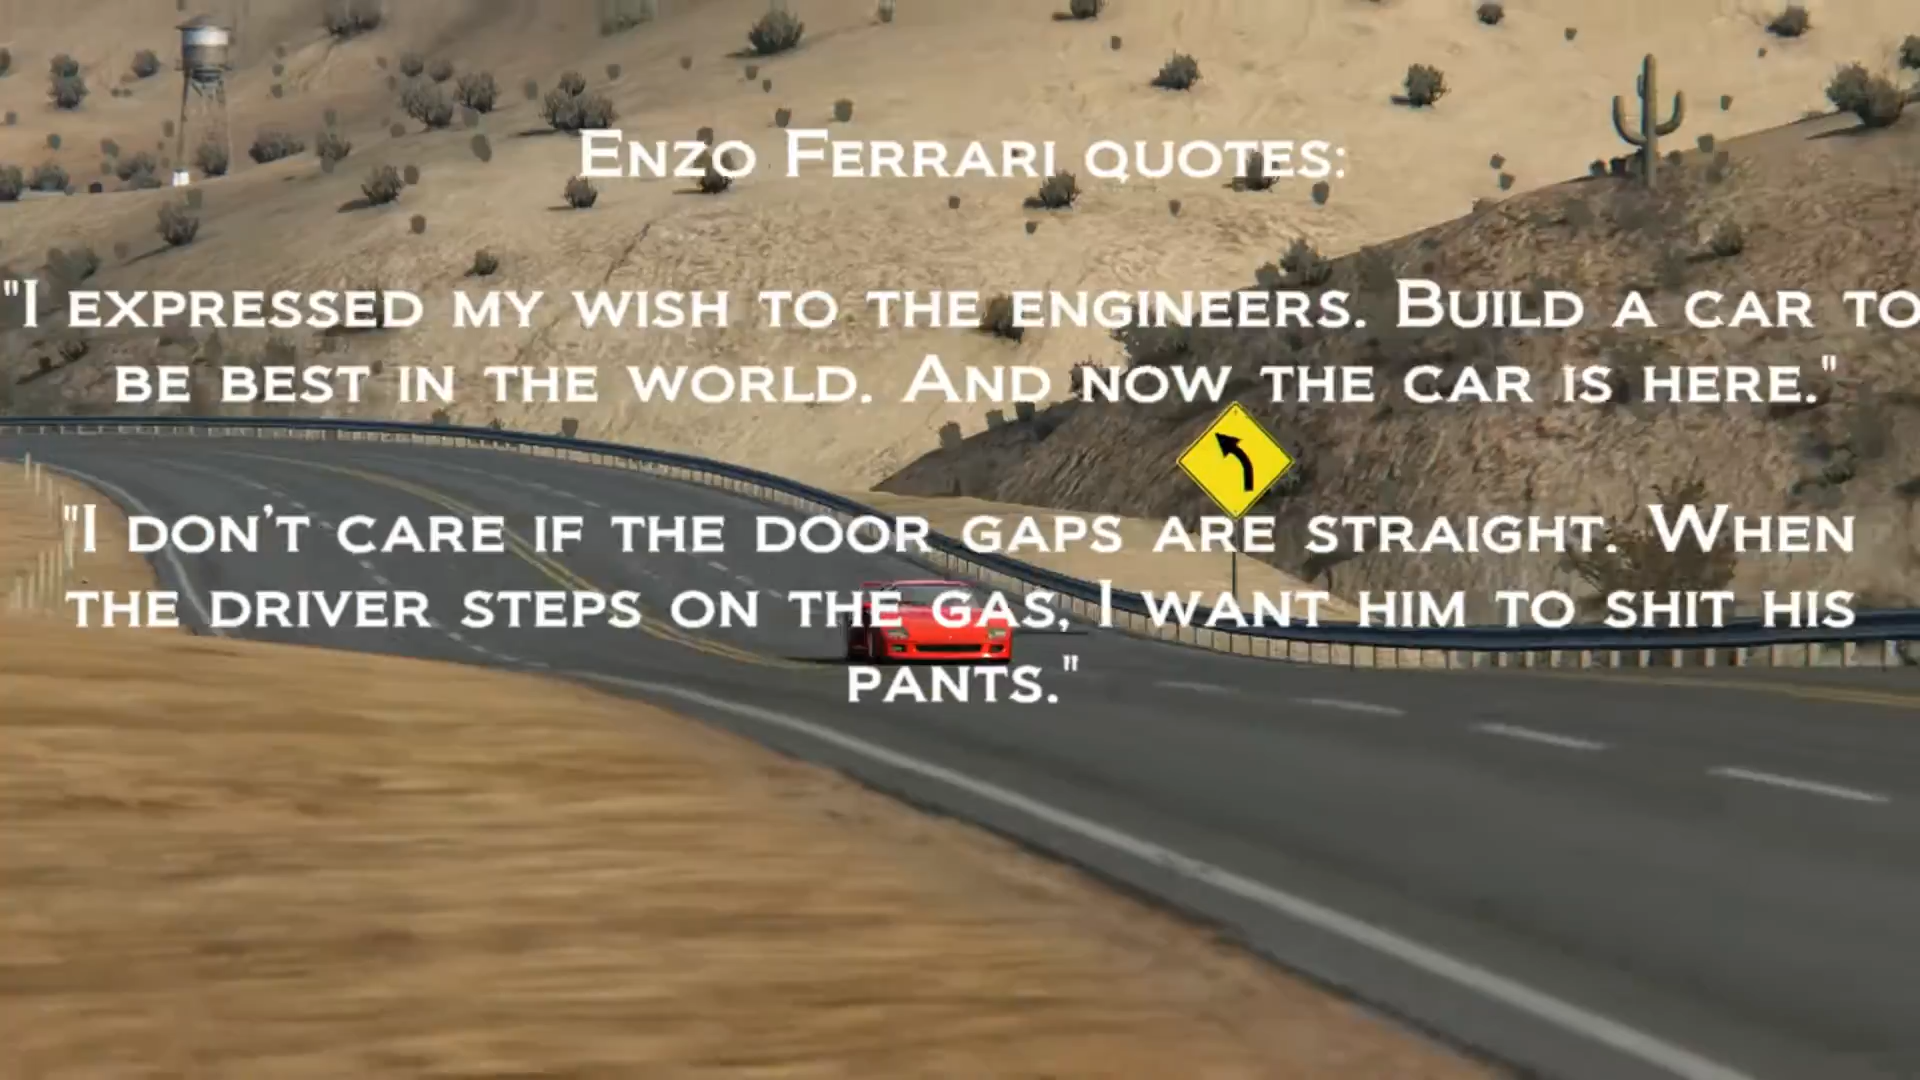 Enzo Ferrari quotes:
"I expressed my wish to the engineers. Build a car to
be best in the world. And now the car is here."
"I don't care if the door gaps are straight. When
the driver steps on the gas, I want him to shit his
pants."